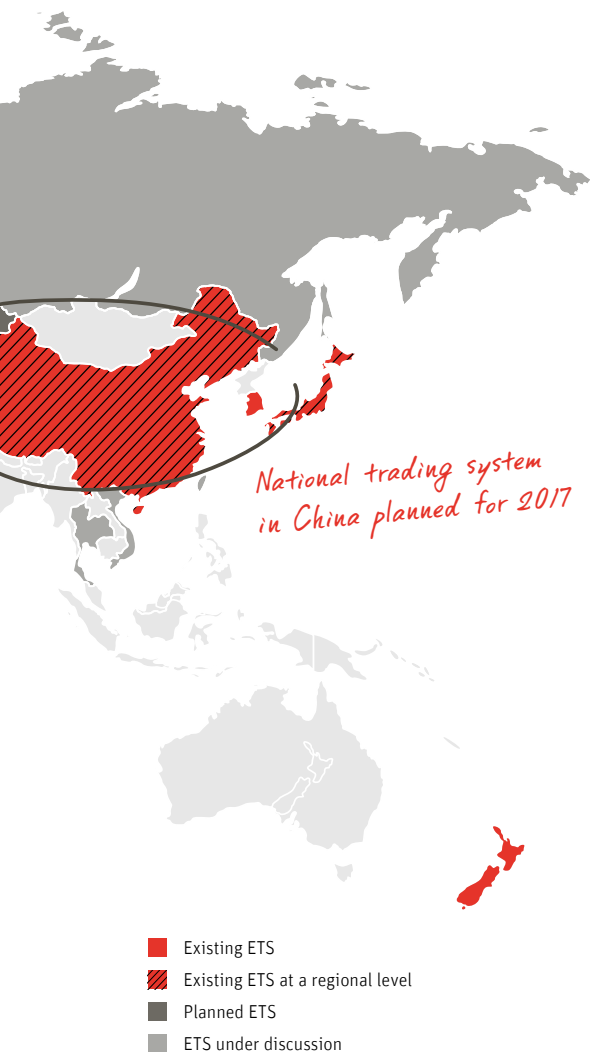 National trading system
in China planned for 2017
Existing ETS
Existing ETS at a regional level
Planned ETS
ETS under discussion